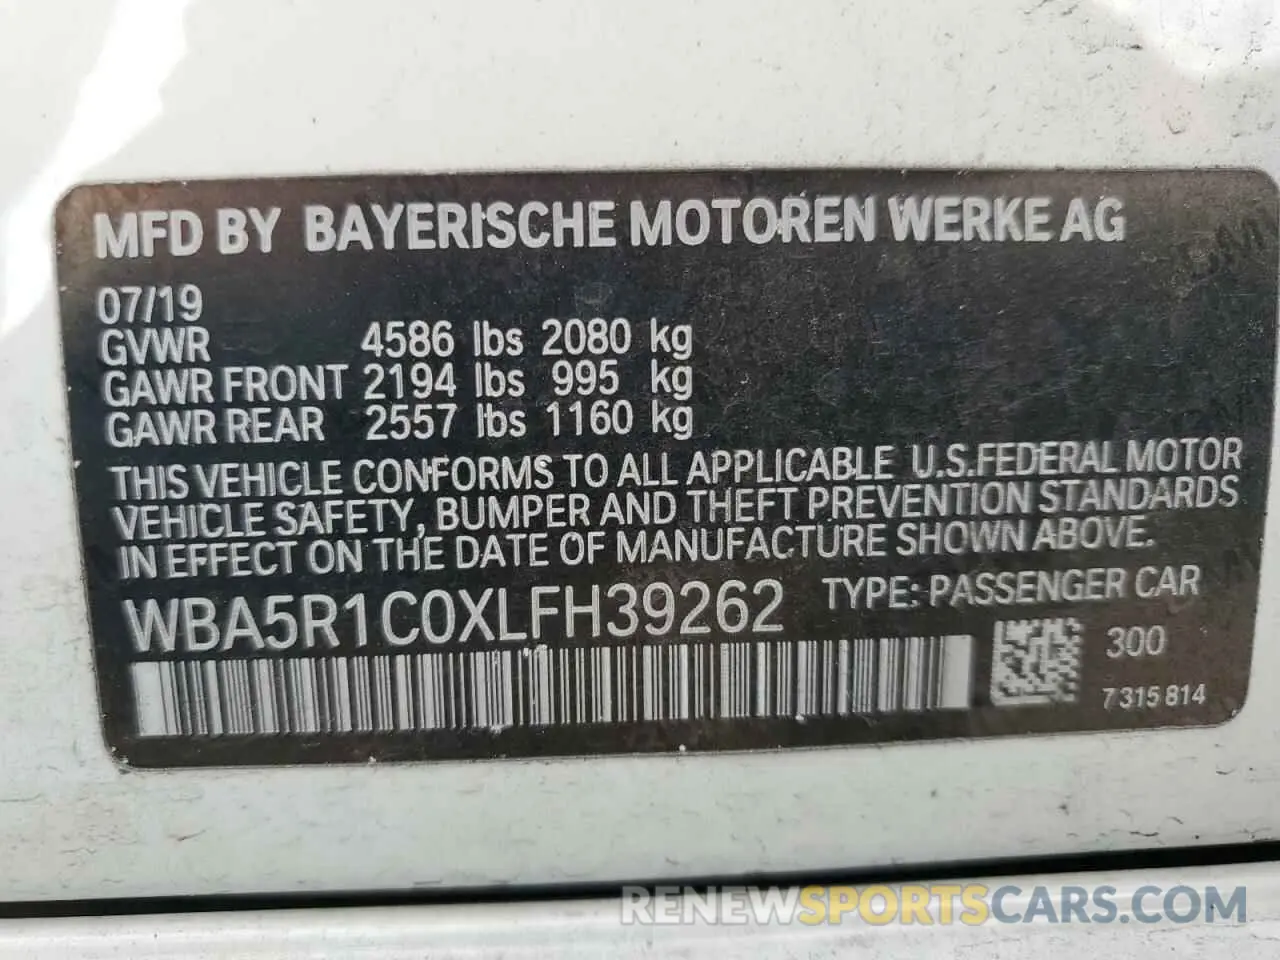 MFD BY BAYERISCHE MOTOREN WERKE AG
07/19
GVWR 4586 lbs 2080 kg
GAWR FRONT 2194 lbs 995 kg
GAWR REAR 2557 lbs 1160 kg
THIS VEHICLE CONFORMS TO ALL APPLICABLE U.S.FEDERAL MOTOR
VEHICLE SAFETY, BUMPER AND THEFT PREVENTION STANDARDS
IN EFFECT ON THE DATE OF MANUFACTURE SHOWN ABOVE.
WBA5R1C0XLFH39262 TYPE: PASSENGER CAR
300
7 315 814
RENEWSPORTSCARS.COM